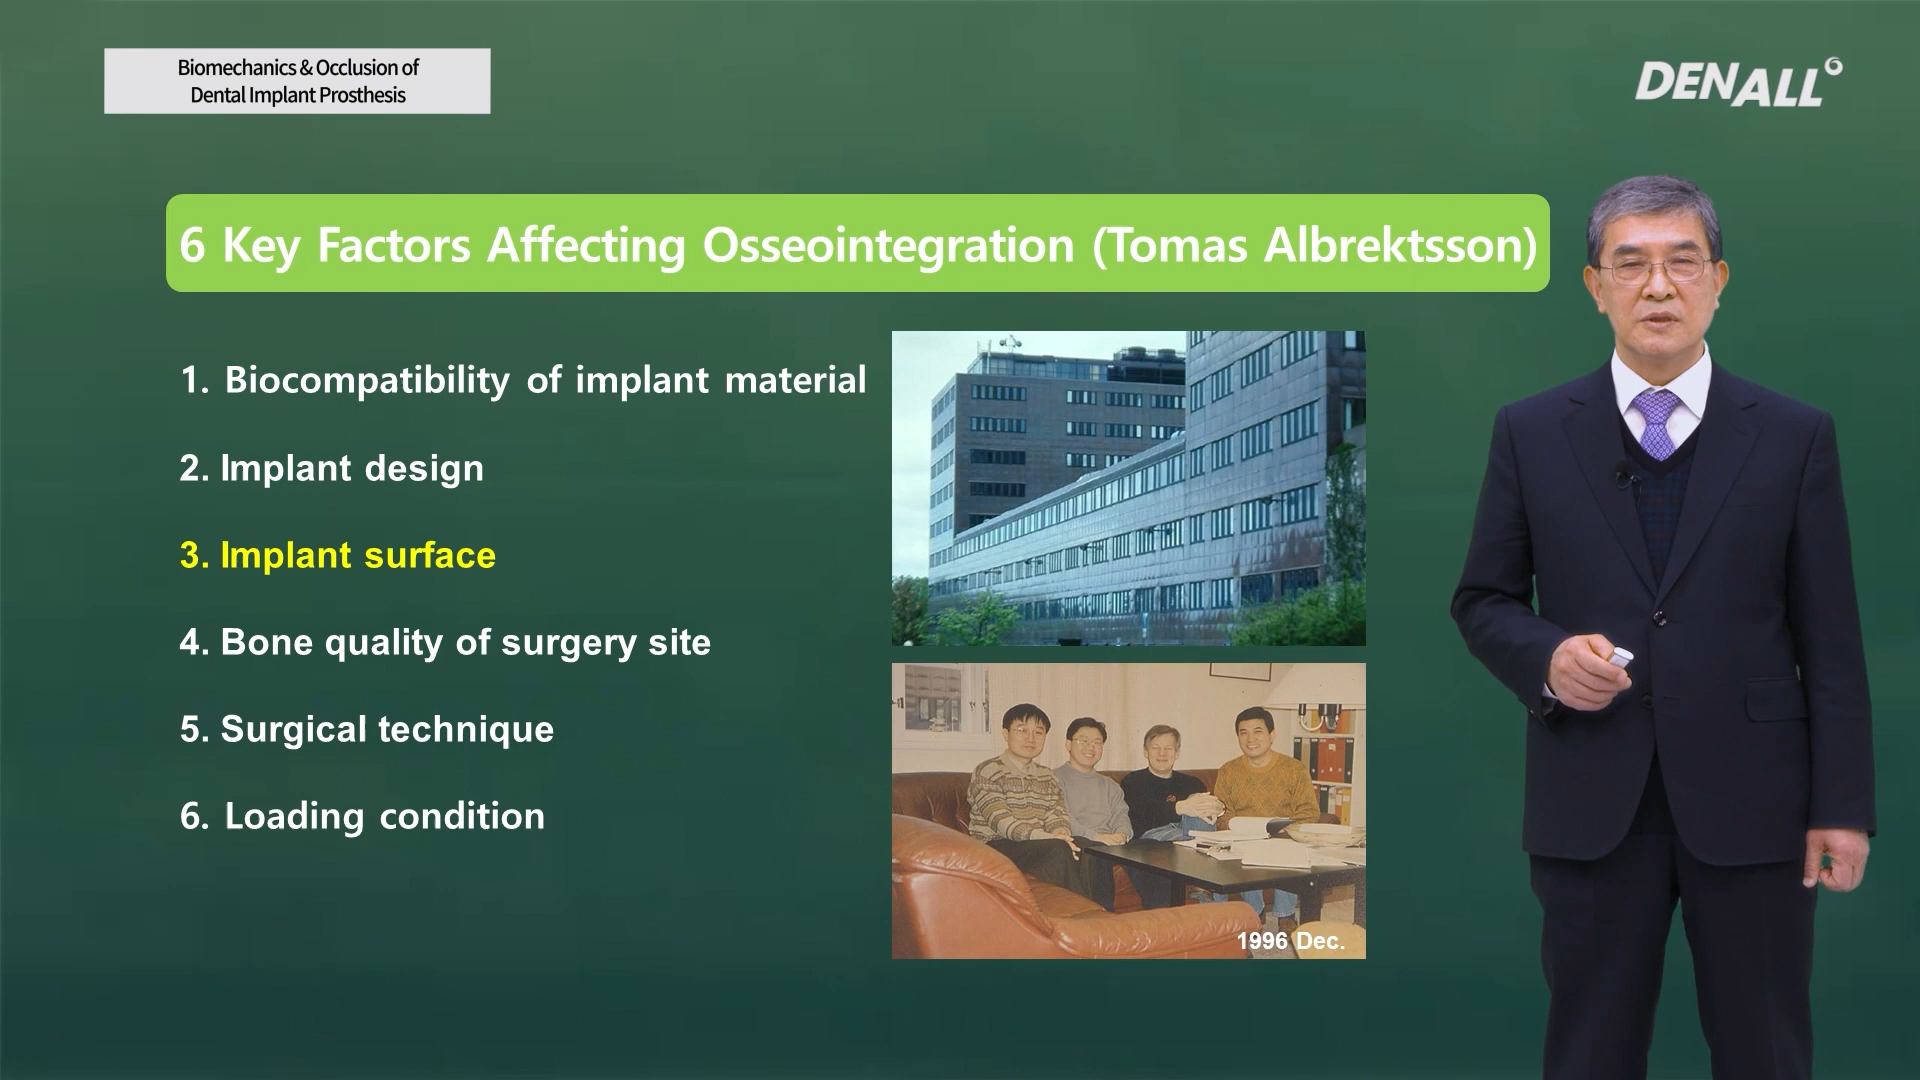 Biomechanics & Occlusion of
Dental Implant Prosthesis
DENALL
6 Key Factors Affecting Osseointegration (Tomas Albrektsson)
1. Biocompatibility of implant material
2. Implant design
3. Implant surface
4. Bone quality of surgery site
5. Surgical technique
6. Loading condition
1996 Dec.